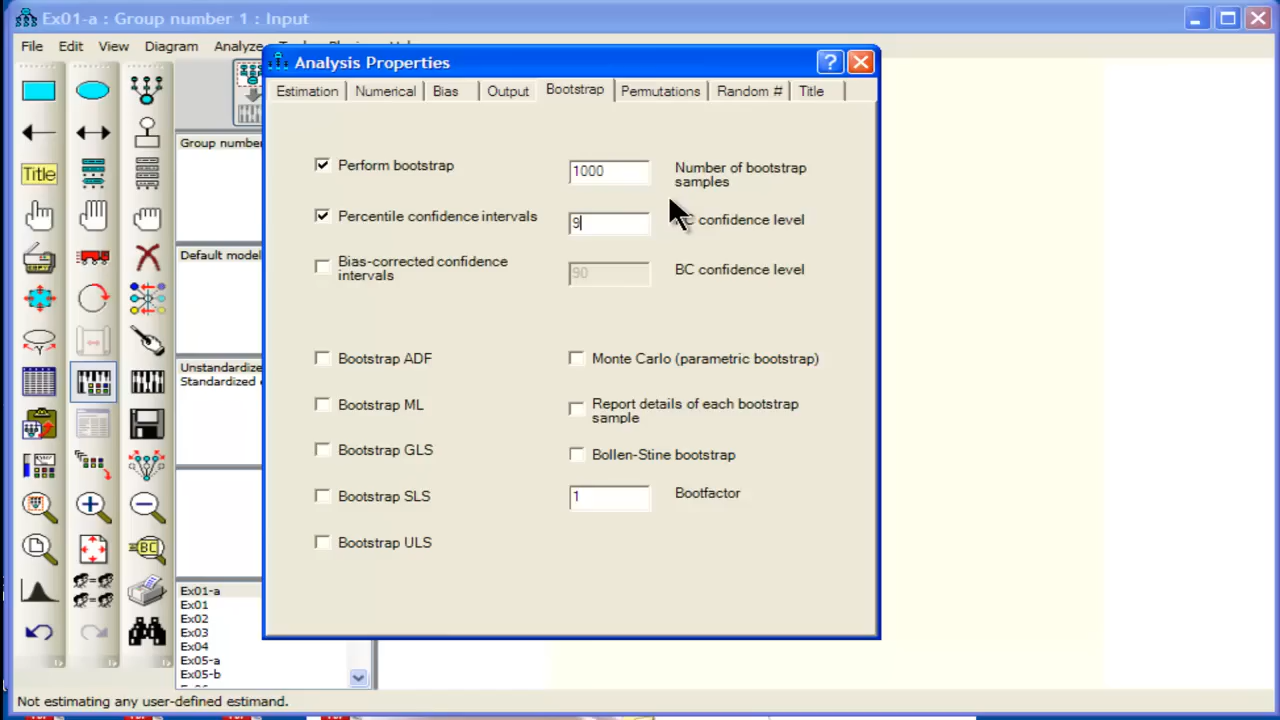 Ex01-a : Group number 1 : Input
File Edit View Diagram Analyze
Analysis Properties
?
Estimation Numerical Bias Output Bootstrap Permutations Random # Title
Title
Group number
Perform bootstrap
1000
Number of bootstrap
samples
Percentile confidence intervals
9
confidence level
Default model
Bias-corrected confidence
intervals
90
BC confidence level
Unstandardize
Standardized
Bootstrap ADF
Monte Carlo (parametric bootstrap)
Bootstrap ML
Report details of each bootstrap
sample
Bootstrap GLS
Bollen-Stine bootstrap
Bootstrap SLS
1
Bootfactor
Bootstrap ULS
BC
Ex01-a
Ex01
Ex02
Ex03
Ex04
Ex05-a
Ex05-b
Not estimating any user-defined estimand.